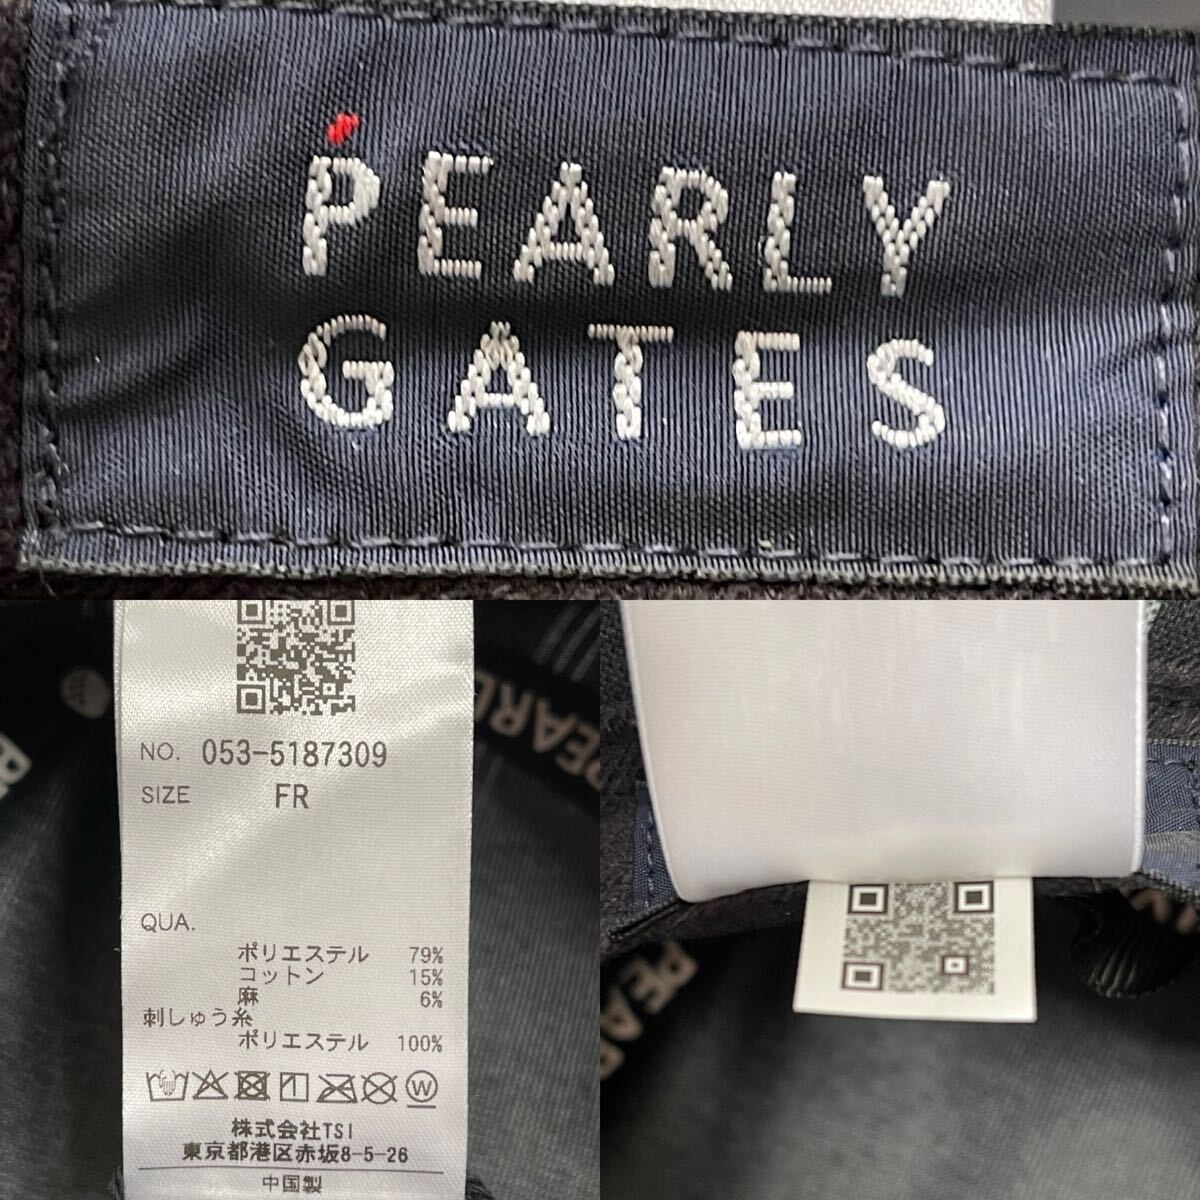 PEARLY
GATES
NO. 053-5187309
SIZE FR
QUA.
ポリエステル 79%
コットン 15%
麻 6%
刺しゅう糸
ポリエステル 100%
W
株式会社TSI
東京都港区赤坂8-5-26
中国製
PEARL
PEARL